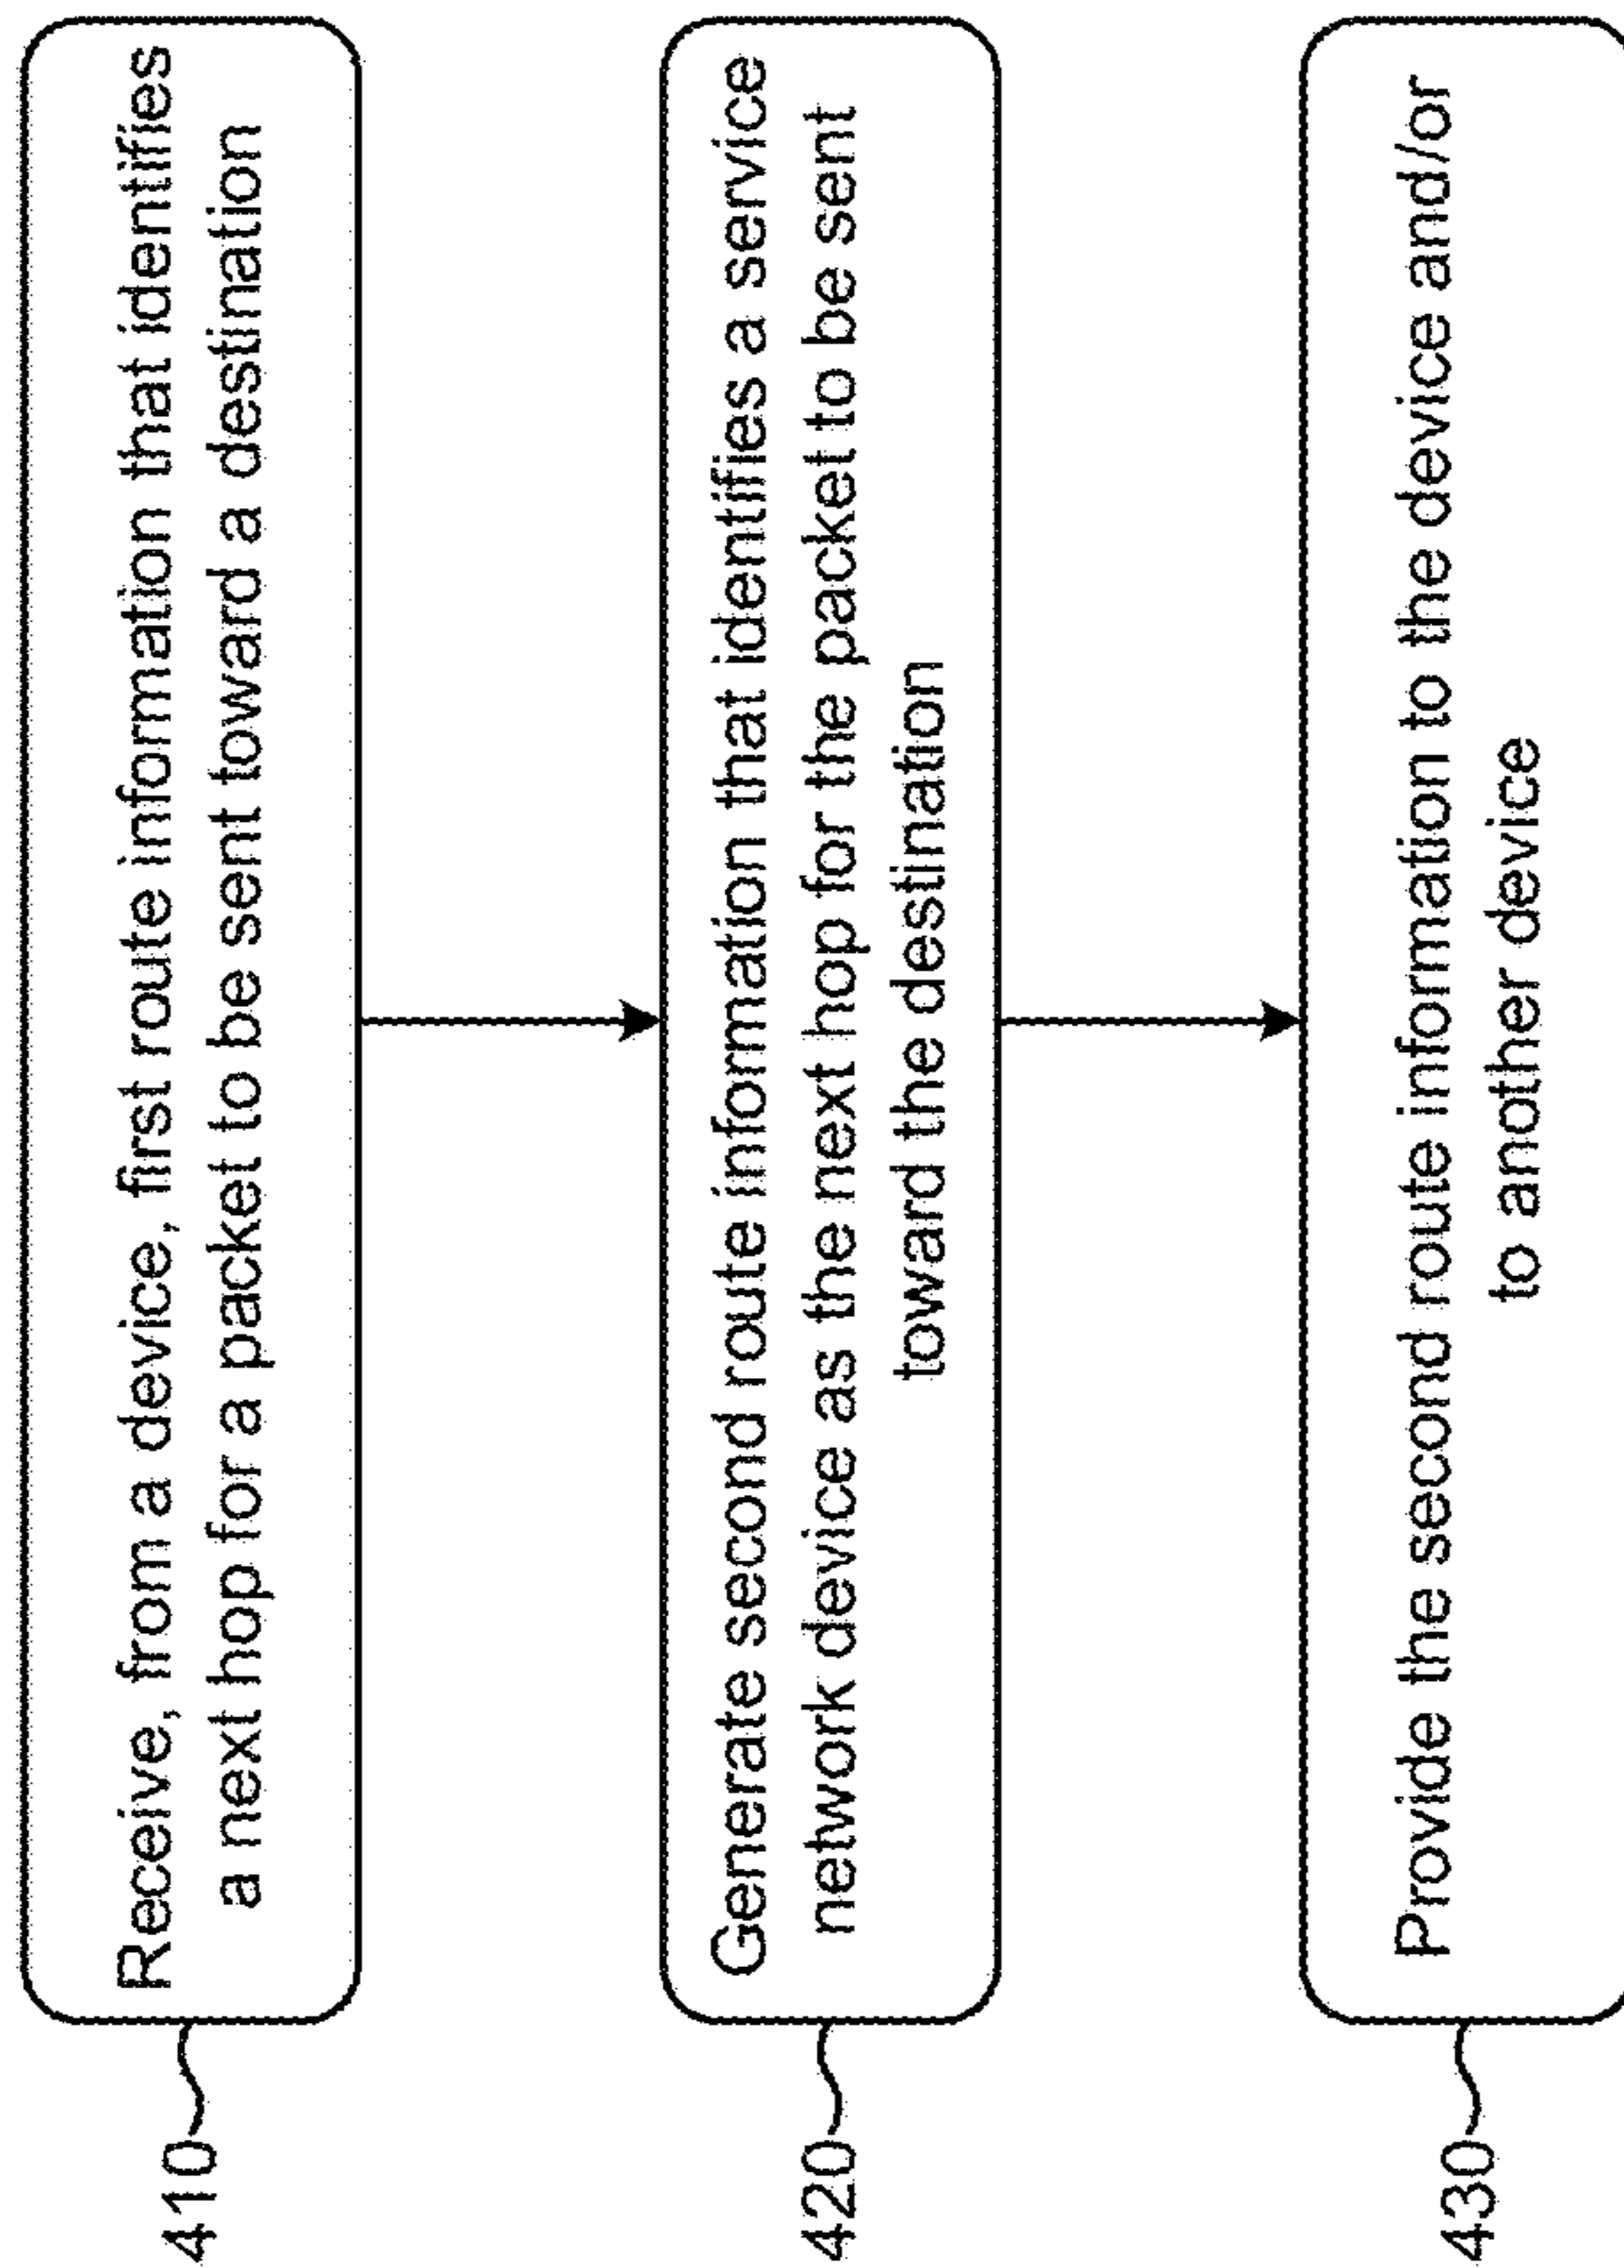 410
Receive, from a device, first route information that identifies
a next hop for a packet to be sent toward a destination
420
Generate second route information that identifies a service
network device as the next hop for the packet to be sent
toward the destination
430
Provide the second route information to the device and/or
to another device